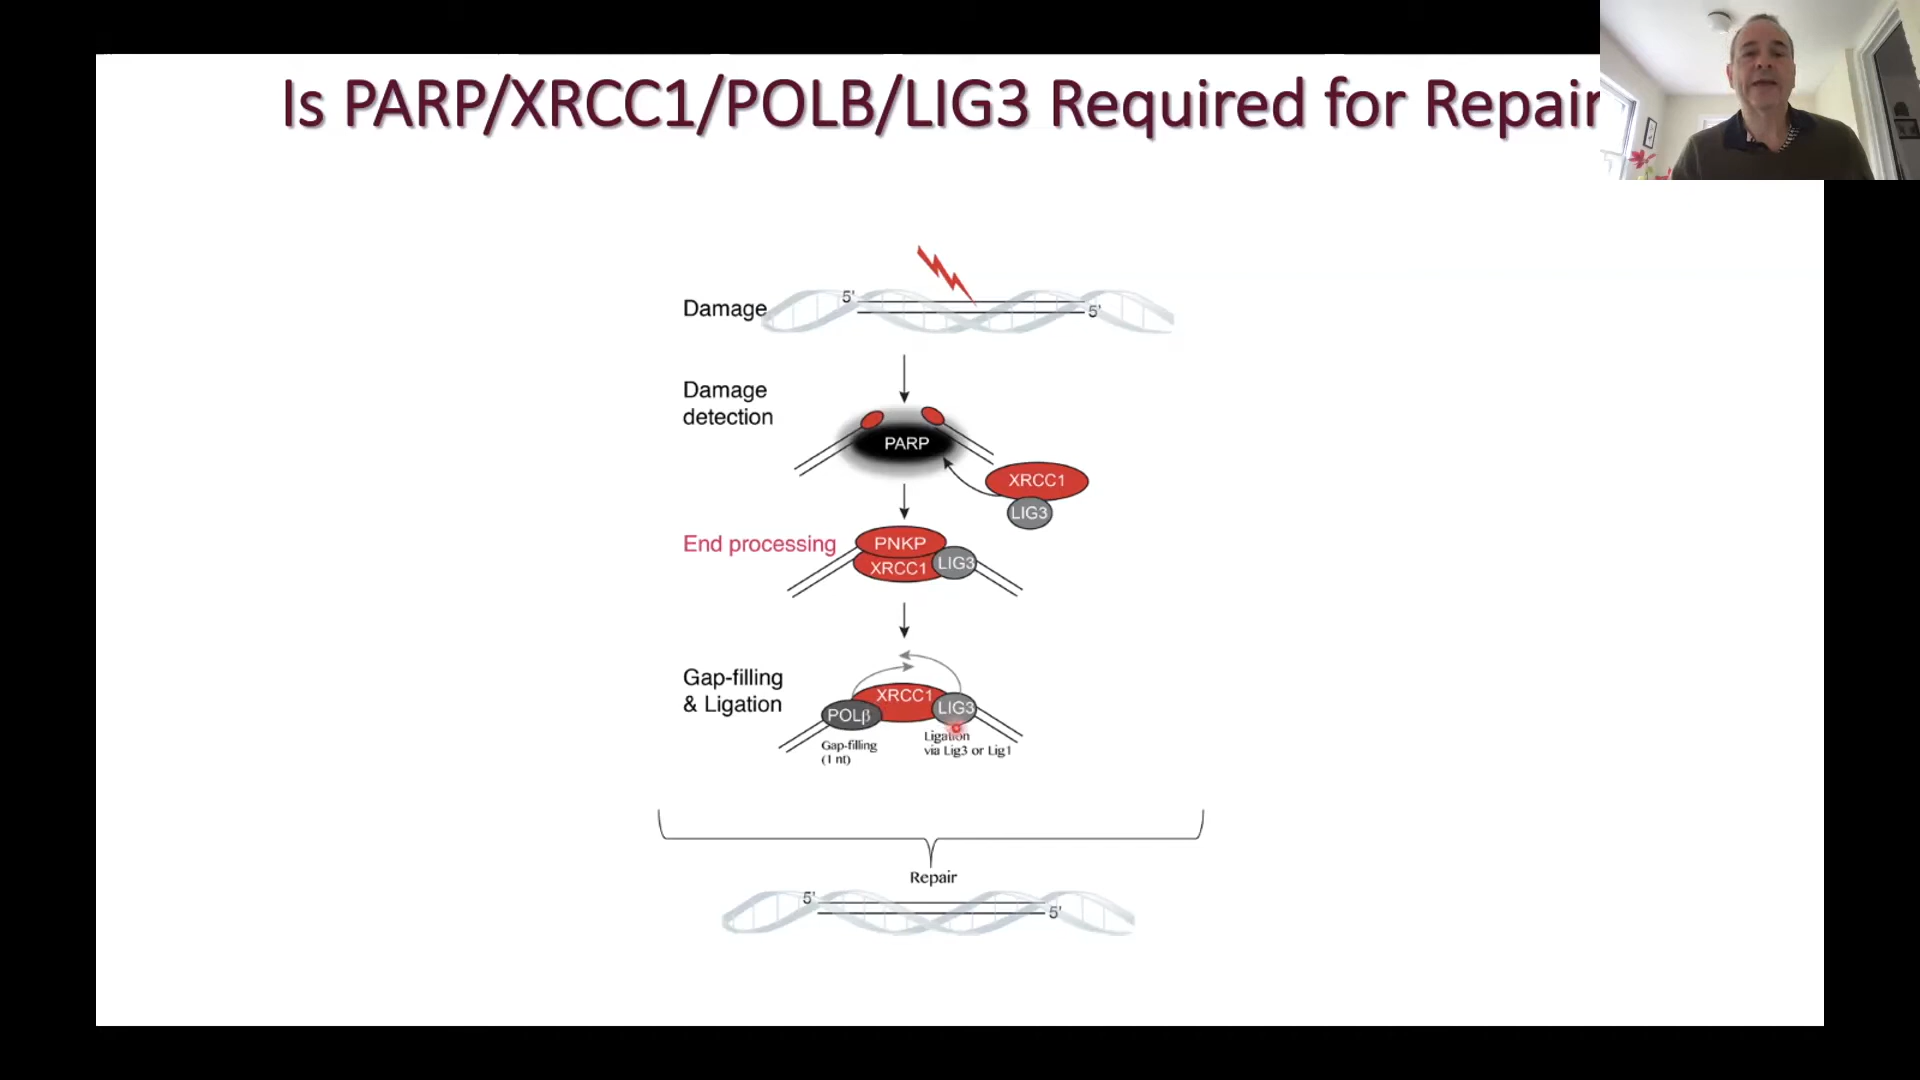 Is PARP/XRCC1/POLB/LIG3 Required for Repair
5'
Damage
5'
Damage
detection
PARP
XRCC1
LIG3
End processing
PNKP
XRCC1
LIG3
Gap-filling
& Ligation
XRCC1
POLβ
LIG3
Gap-filling
(1 nt)
Ligation
via Lig3 or Lig1
Repair
5'
5'